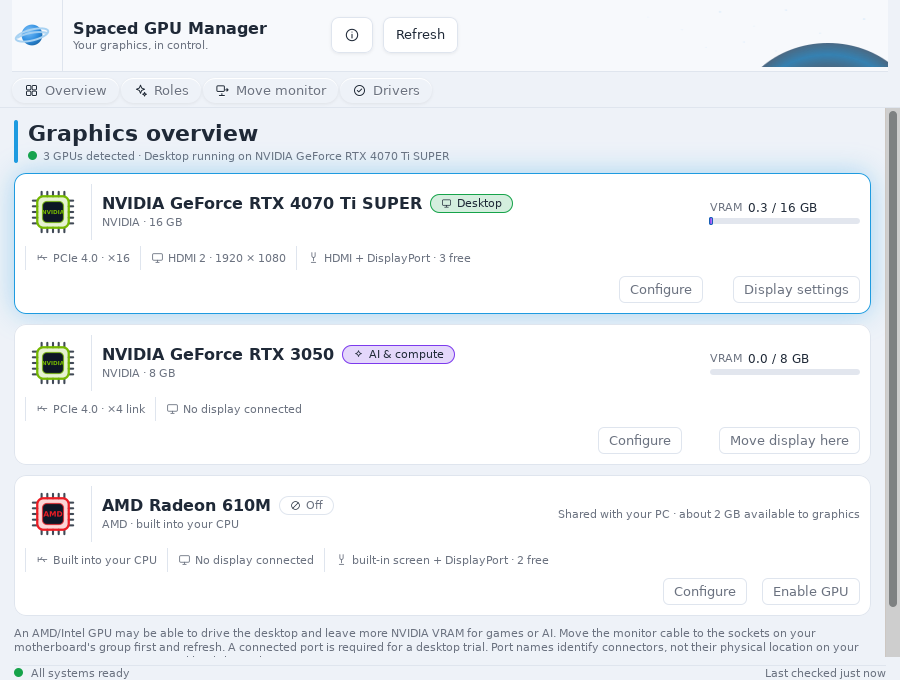 Spaced GPU Manager
Your graphics, in control.
Refresh
Overview
Roles
Move monitor
Drivers
Graphics overview
3 GPUs detected · Desktop running on NVIDIA GeForce RTX 4070 Ti SUPER
NVIDIA
NVIDIA GeForce RTX 4070 Ti SUPER
Desktop
NVIDIA · 16 GB
VRAM 0.3 / 16 GB
PCIe 4.0 · ×16
HDMI 2 · 1920 × 1080
HDMI + DisplayPort · 3 free
Configure
Display settings
NVIDIA
NVIDIA GeForce RTX 3050
AI & compute
NVIDIA · 8 GB
VRAM 0.0 / 8 GB
PCIe 4.0 · ×4 link
No display connected
Configure
Move display here
AMD
AMD Radeon 610M
Off
AMD · built into your CPU
Shared with your PC · about 2 GB available to graphics
Built into your CPU
No display connected
built-in screen + DisplayPort · 2 free
Configure
Enable GPU
An AMD/Intel GPU may be able to drive the desktop and leave more NVIDIA VRAM for games or AI. Move the monitor cable to the sockets on your
motherboard's group first and refresh. A connected port is required for a desktop trial. Port names identify connectors, not their physical location on your
All systems ready
Last checked just now